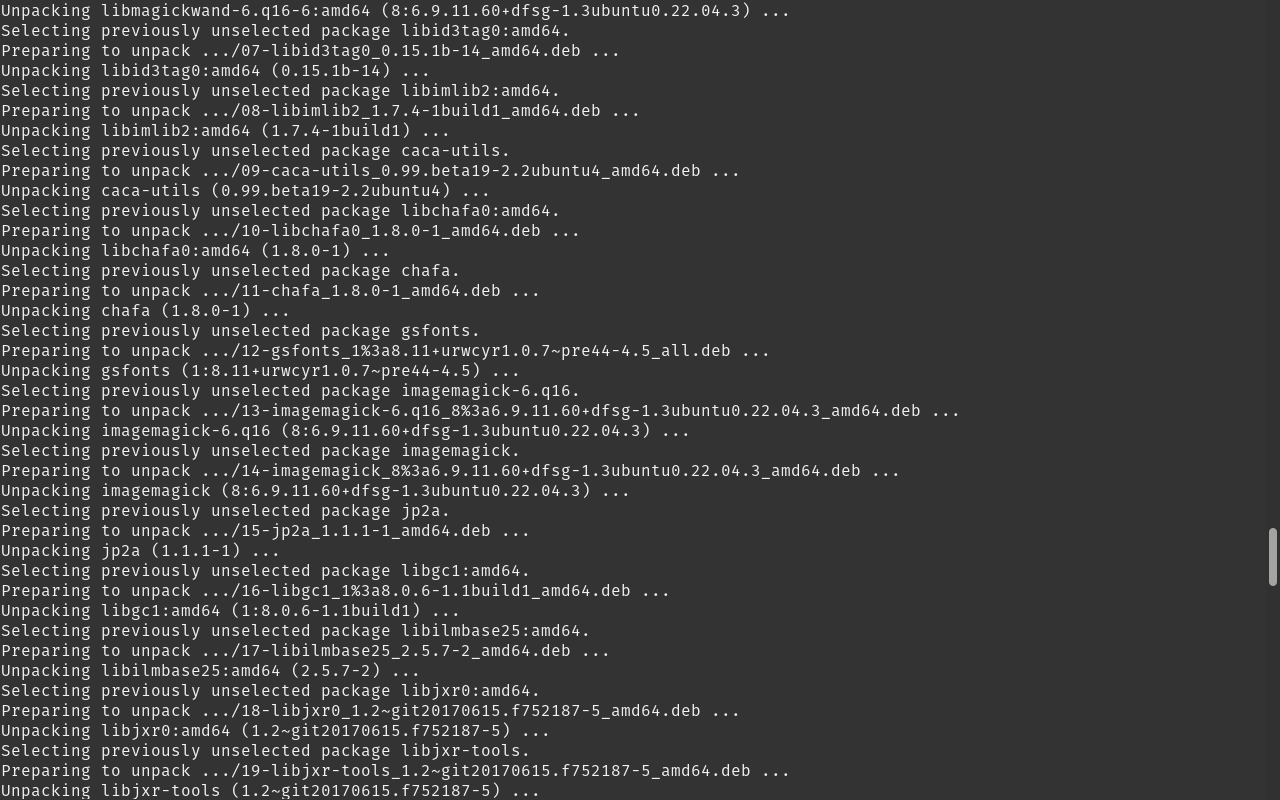 Unpacking libmagickwand-6.q16-6:amd64 (8:6.9.11.60+dfsg-1.3ubuntu0.22.04.3) ...
Selecting previously unselected package libid3tag0:amd64.
Preparing to unpack .../07-libid3tag0_0.15.1b-14_amd64.deb ...
Unpacking libid3tag0:amd64 (0.15.1b-14) ...
Selecting previously unselected package libimlib2:amd64.
Preparing to unpack .../08-libimlib2_1.7.4-1build1_amd64.deb ...
Unpacking libimlib2:amd64 (1.7.4-1build1) ...
Selecting previously unselected package caca-utils.
Preparing to unpack .../09-caca-utils_0.99.beta19-2.2ubuntu4_amd64.deb ...
Unpacking caca-utils (0.99.beta19-2.2ubuntu4) ...
Selecting previously unselected package libchafa0:amd64.
Preparing to unpack .../10-libchafa0_1.8.0-1_amd64.deb ...
Unpacking libchafa0:amd64 (1.8.0-1) ...
Selecting previously unselected package chafa.
Preparing to unpack .../11-chafa_1.8.0-1_amd64.deb ...
Unpacking chafa (1.8.0-1) ...
Selecting previously unselected package gsfonts.
Preparing to unpack .../12-gsfonts_1%3a8.11+urwcyr1.0.7~pre44-4.5_all.deb ...
Unpacking gsfonts (1:8.11+urwcyr1.0.7~pre44-4.5) ...
Selecting previously unselected package imagemagick-6.q16.
Preparing to unpack .../13-imagemagick-6.q16_8%3a6.9.11.60+dfsg-1.3ubuntu0.22.04.3_amd64.deb ...
Unpacking imagemagick-6.q16 (8:6.9.11.60+dfsg-1.3ubuntu0.22.04.3) ...
Selecting previously unselected package imagemagick.
Preparing to unpack .../14-imagemagick_8%3a6.9.11.60+dfsg-1.3ubuntu0.22.04.3_amd64.deb ...
Unpacking imagemagick (8:6.9.11.60+dfsg-1.3ubuntu0.22.04.3) ...
Selecting previously unselected package jp2a.
Preparing to unpack .../15-jp2a_1.1.1-1_amd64.deb ...
Unpacking jp2a (1.1.1-1) ...
Selecting previously unselected package libgc1:amd64.
Preparing to unpack .../16-libgc1_1%3a8.0.6-1.1build1_amd64.deb ...
Unpacking libgc1:amd64 (1:8.0.6-1.1build1) ...
Selecting previously unselected package libilmbase25:amd64.
Preparing to unpack .../17-libilmbase25_2.5.7-2_amd64.deb ...
Unpacking libilmbase25:amd64 (2.5.7-2) ...
Selecting previously unselected package libjxr0:amd64.
Preparing to unpack .../18-libjxr0_1.2~git20170615.f752187-5_amd64.deb ...
Unpacking libjxr0:amd64 (1.2~git20170615.f752187-5) ...
Selecting previously unselected package libjxr-tools.
Preparing to unpack .../19-libjxr-tools_1.2~git20170615.f752187-5_amd64.deb ...
Unpacking libjxr-tools (1.2~git20170615.f752187-5) ...